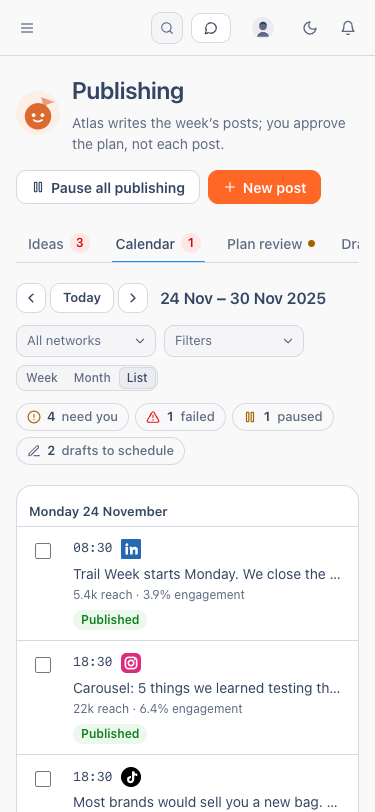 Publishing
Atlas writes the week's posts; you approve
the plan, not each post.
Pause all publishing
+ New post
Ideas 3
Calendar 1
Plan review
Dra
Today
24 Nov – 30 Nov 2025
All networks
Filters
Week
Month
List
4 need you
1 failed
1 paused
2 drafts to schedule
Monday 24 November
08:30 in
Trail Week starts Monday. We close the ...
5.4k reach · 3.9% engagement
Published
18:30
Carousel: 5 things we learned testing th...
22k reach · 6.4% engagement
Published
18:30
Most brands would sell you a new bag. ...